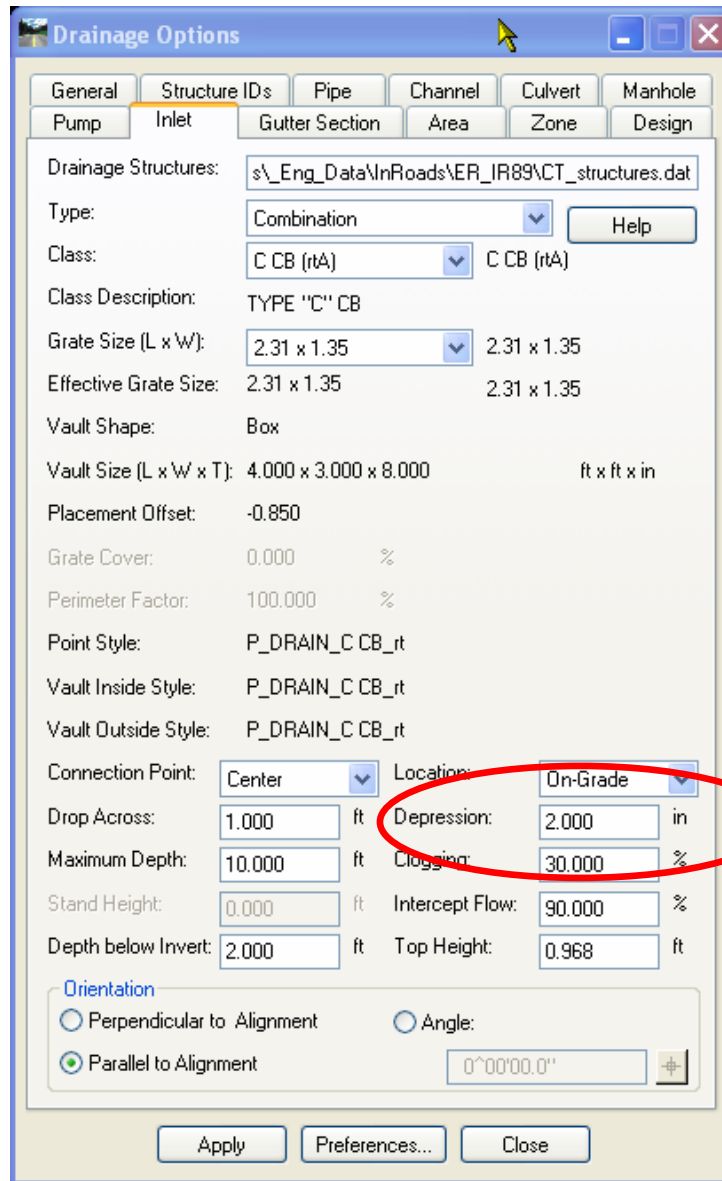 Drainage Options
General Structure IDs Pipe Channel Culvert Manhole
Pump Inlet Gutter Section Area Zone Design
Drainage Structures: s\_Eng_Data\InRoads\ER_IR89\CT_structures.dat
Type: Combination Help
Class: C CB (rtA) C CB (rtA)
Class Description: TYPE "C" CB
Grate Size (L x W): 2.31 x 1.35 2.31 x 1.35
Effective Grate Size: 2.31 x 1.35 2.31 x 1.35
Vault Shape: Box
Vault Size (L x W x T): 4.000 x 3.000 x 8.000 ft x ft x in
Placement Offset: -0.850
Grate Cover: 0.000 %
Perimeter Factor: 100.000 %
Point Style: P_DRAIN_C CB_rt
Vault Inside Style: P_DRAIN_C CB_rt
Vault Outside Style: P_DRAIN_C CB_rt
Connection Point: Center Location: On-Grade
Drop Across: 1.000 ft Depression: 2.000 in
Maximum Depth: 10.000 ft Clogging: 30.000 %
Stand Height: 0.000 ft Intercept Flow: 90.000 %
Depth below Invert: 2.000 ft Top Height: 0.968 ft
Orientation
Perpendicular to Alignment Angle:
Parallel to Alignment 0^00'00.0"
Apply Preferences... Close